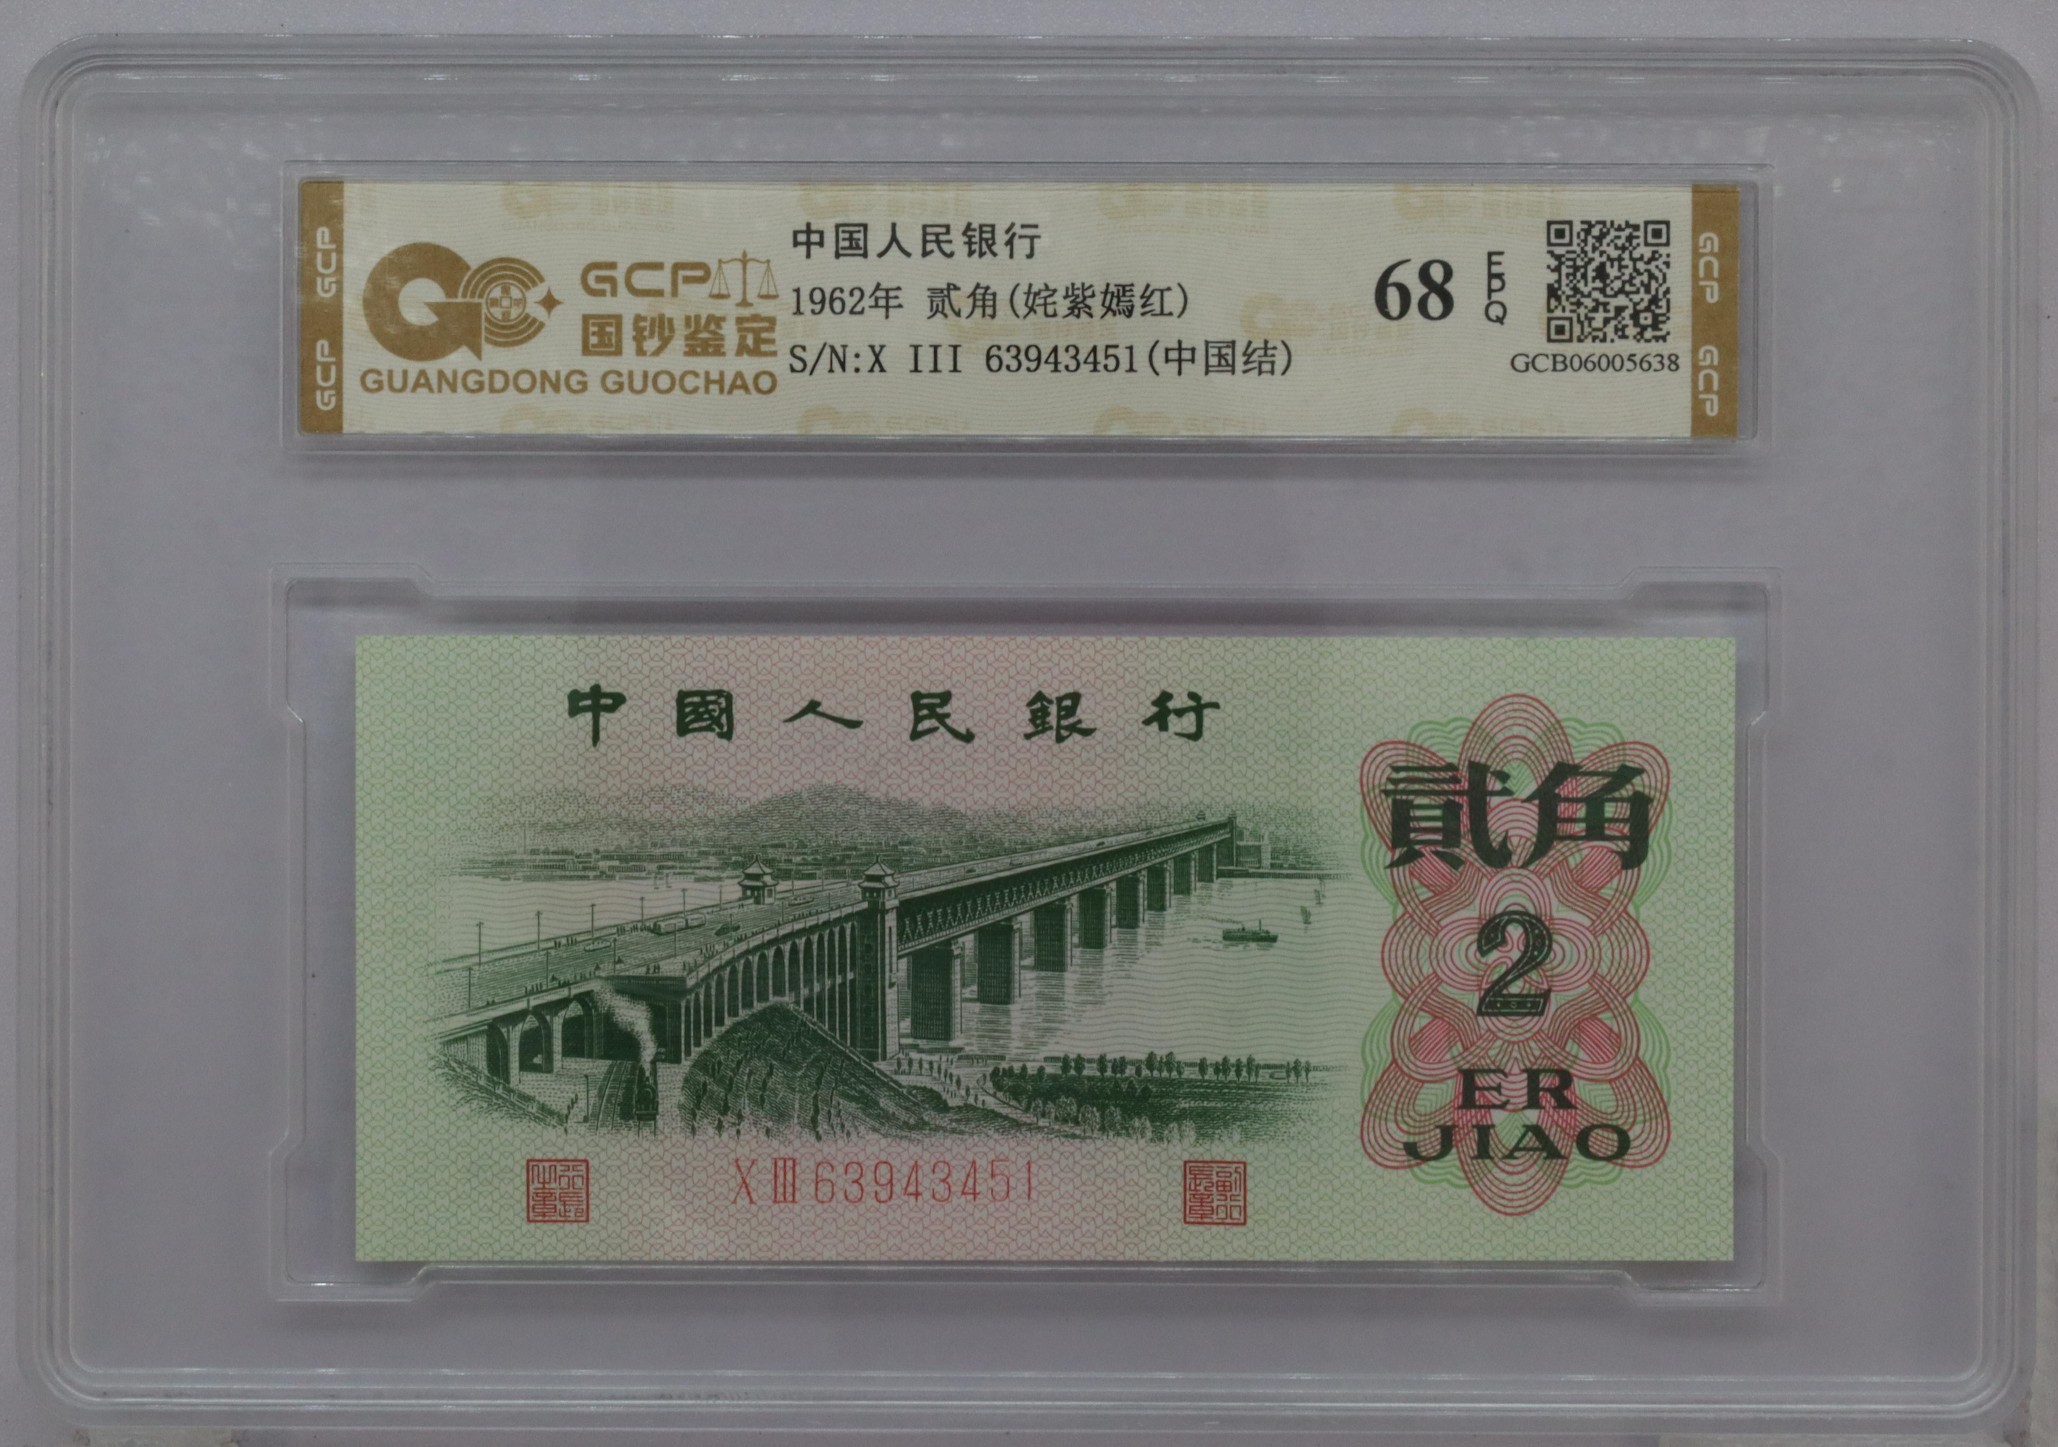 GCP
GCP
GCP
国钞鉴定
GUANGDONG GUOCHAO
中国人民银行
1962年 贰角(姹紫嫣红)
S/N:X III 63943451(中国结)
68
EPQ
GCB06005638
GCP
GCP
中國人民銀行
貳角
2
ER
JIAO
X III 63943451